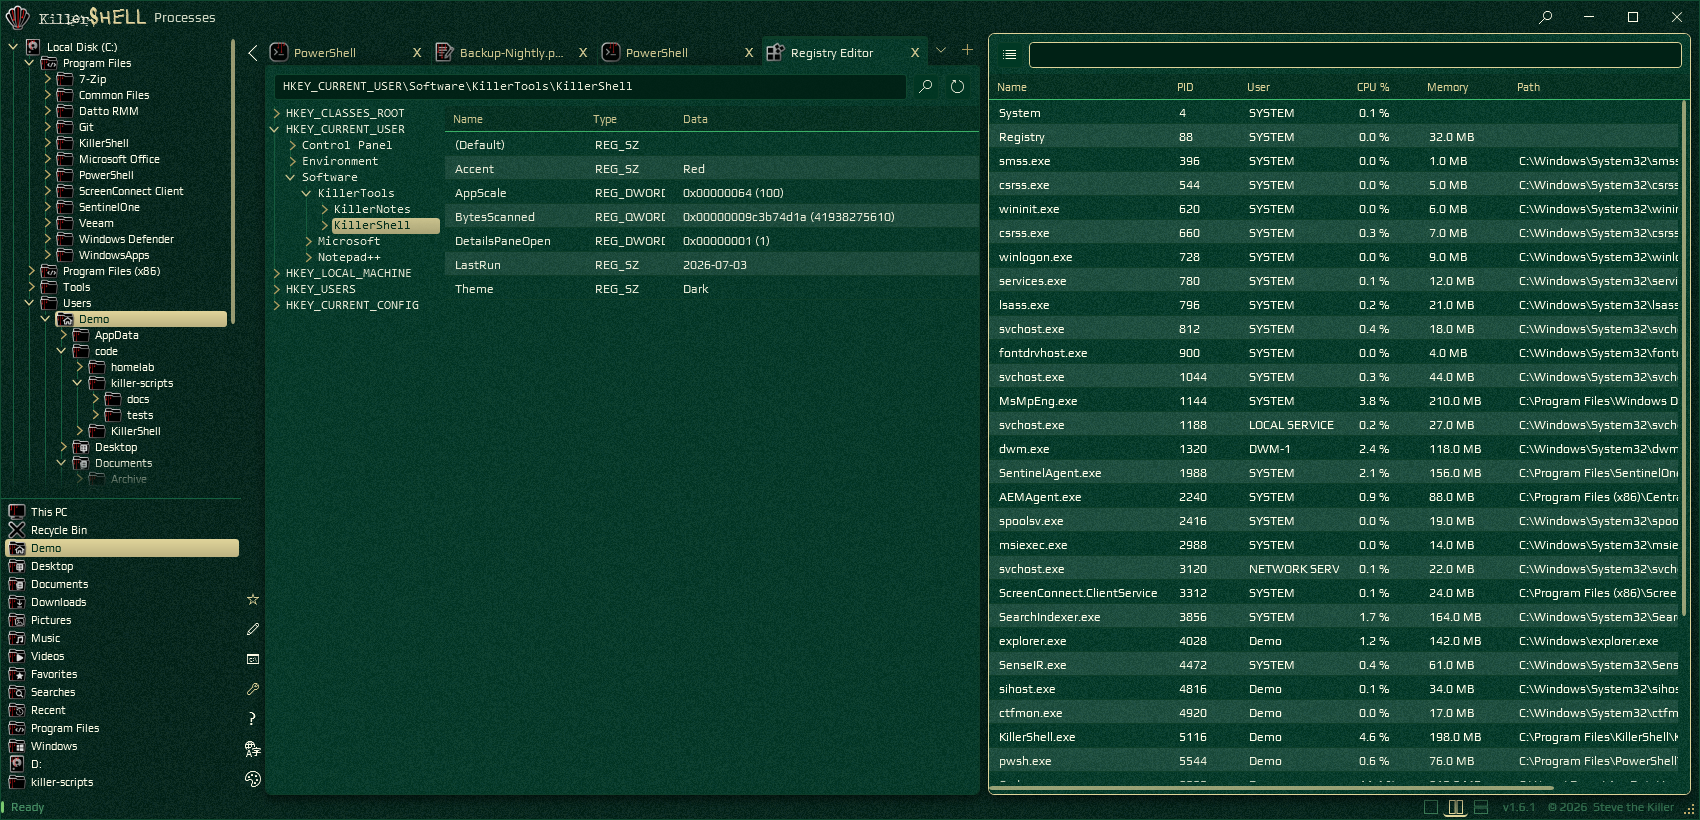 KillerSHELL Processes
Local Disk (C:)
Program Files
7-Zip
Common Files
Datto RMM
Git
KillerShell
Microsoft Office
PowerShell
ScreenConnect Client
SentinelOne
Veeam
Windows Defender
WindowsApps
Program Files (x86)
Tools
Users
Demo
AppData
code
homelab
killer-scripts
docs
tests
KillerShell
Desktop
Documents
Archive
This PC
Recycle Bin
Demo
Desktop
Documents
Downloads
Pictures
Music
Videos
Favorites
Searches
Recent
Program Files
Windows
D:
killer-scripts
Ready
PowerShell X Backup-Nightly.p... X PowerShell X Registry Editor X
HKEY_CURRENT_USER\Software\KillerTools\KillerShell
HKEY_CLASSES_ROOT
HKEY_CURRENT_USER
Control Panel
Environment
Software
KillerTools
KillerNotes
KillerShell
Microsoft
Notepad++
HKEY_LOCAL_MACHINE
HKEY_USERS
HKEY_CURRENT_CONFIG
Name Type Data
(Default) REG_SZ
Accent REG_SZ Red
AppScale REG_DWORD 0x00000064 (100)
BytesScanned REG_QWORD 0x00000009c3b74d1a (41938275610)
DetailsPaneOpen REG_DWORD 0x00000001 (1)
LastRun REG_SZ 2026-07-03
Theme REG_SZ Dark
Name PID User CPU % Memory Path
System 4 SYSTEM 0.1 %
Registry 88 SYSTEM 0.0 % 32.0 MB
smss.exe 396 SYSTEM 0.0 % 1.0 MB C:\Windows\System32\smss
csrss.exe 544 SYSTEM 0.0 % 5.0 MB C:\Windows\System32\csrss
wininit.exe 620 SYSTEM 0.0 % 6.0 MB C:\Windows\System32\winin
csrss.exe 660 SYSTEM 0.3 % 7.0 MB C:\Windows\System32\csrss
winlogon.exe 728 SYSTEM 0.0 % 9.0 MB C:\Windows\System32\winlo
services.exe 780 SYSTEM 0.1 % 12.0 MB C:\Windows\System32\servi
lsass.exe 796 SYSTEM 0.2 % 21.0 MB C:\Windows\System32\lsass
svchost.exe 812 SYSTEM 0.4 % 18.0 MB C:\Windows\System32\svch
fontdrvhost.exe 900 SYSTEM 0.0 % 4.0 MB C:\Windows\System32\font
svchost.exe 1044 SYSTEM 0.3 % 44.0 MB C:\Windows\System32\svch
MsMpEng.exe 1144 SYSTEM 3.8 % 210.0 MB C:\Program Files\Windows D
svchost.exe 1188 LOCAL SERVICE 0.2 % 27.0 MB C:\Windows\System32\svch
dwm.exe 1320 DWM-1 2.4 % 118.0 MB C:\Windows\System32\dwm
SentinelAgent.exe 1988 SYSTEM 2.1 % 156.0 MB C:\Program Files\SentinelOn
AEMAgent.exe 2240 SYSTEM 0.9 % 88.0 MB C:\Program Files (x86)\Centra
spoolsv.exe 2416 SYSTEM 0.0 % 19.0 MB C:\Windows\System32\spoo
msiexec.exe 2988 SYSTEM 0.0 % 14.0 MB C:\Windows\System32\msie
svchost.exe 3120 NETWORK SERV 0.1 % 22.0 MB C:\Windows\System32\svch
ScreenConnect.ClientService 3312 SYSTEM 0.1 % 24.0 MB C:\Program Files (x86)\Scree
SearchIndexer.exe 3856 SYSTEM 1.7 % 164.0 MB C:\Windows\System32\Sear
explorer.exe 4028 Demo 1.2 % 142.0 MB C:\Windows\explorer.exe
SenseIR.exe 4472 SYSTEM 0.4 % 61.0 MB C:\Windows\System32\Sens
sihost.exe 4816 Demo 0.1 % 34.0 MB C:\Windows\System32\sihos
ctfmon.exe 4920 Demo 0.0 % 17.0 MB C:\Windows\System32\ctfm
KillerShell.exe 5116 Demo 4.6 % 198.0 MB C:\Program Files\KillerShell\K
pwsh.exe 5544 Demo 0.6 % 76.0 MB C:\Program Files\PowerShell\
v1.6.1 © 2026 Steve the Killer